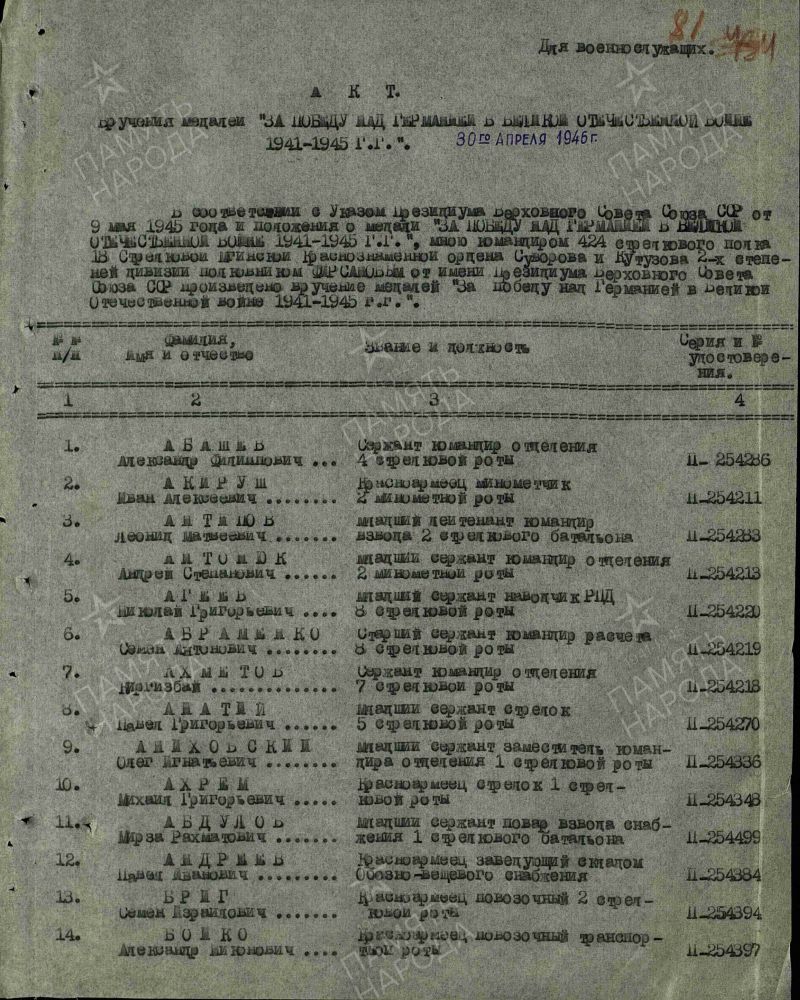 81
Для военнослужащих.
А К Т.
вручения медалей "ЗА ПОБЕДУ НАД ГЕРМАНИЕЙ В ВЕЛИКОЙ ОТЕЧЕСТВЕННОЙ ВОЙНЕ
1941-1945 Г.Г.". 30го АПРЕЛЯ 1946 г.
В соответствии с Указом Президиума Верховного Совета Союза ССР от
9 мая 1945 года и положения о медали "ЗА ПОБЕДУ НАД ГЕРМАНИЕЙ В ВЕЛИКОЙ
ОТЕЧЕСТВЕННОЙ ВОЙНЕ 1941-1945 Г.Г.", мною командиром 424 стрелкового полка
18 Стрелковой Мгинской Краснознаменной ордена Суворова и Кутузова 2-х степе-
ней дивизии полковником ФИРСАНОВЫМ от имени Президиума Верховного Совета
Союза ССР произведено вручение медалей "За победу над Германией в Великой
Отечественной войне 1941-1945 г.г.".
№ № Фамилия, Звание и должность Серия и №
п/п имя и отчество удостовере-
ния.
1 2 3 4
1. А Б А Ш Е В Сержант командир отделения
Александр Филиппович ... 4 стрелковой роты П-254286
2. А К И Р У Ш Красноармеец минометчик
Иван Алексеевич ........ 2 минометной роты П-254211
3. А Н Т И П О В младший лейтенант командир
Леонид Матвеевич ....... взвода 2 стрелкового батальона П-254283
4. А Н Т О Н Ю К младший сержант командир отделения
Андрей Степанович ...... 2 минометной роты П-254213
5. А Г Е Е В младший сержант наводчик РПД
Николай Григорьевич .... 8 стрелковой роты П-254220
6. А В Р А М Е Н К О Старший сержант командир расчета
Семен Антонович ....... 8 стрелковой роты П-254219
7. А Х М Е Т О В Сержант командир отделения
Киргизбай .............. 7 стрелковой роты П-254218
8. А Н А Т И Й младший сержант стрелок
Павел Григорьевич ...... 5 стрелковой роты П-254270
9. А Н И Х О В С К И Й младший сержант заместитель коман-
Олег Игнатьевич ........ дира отделения 1 стрелковой роты П-254336
10. А Х Р Е М Красноармеец стрелок 1 стрел-
Михаил Григорьевич ..... ковой роты П-254348
11. А Б Д У Л О В младший сержант повар взвода снаб-
Мирза Рахматович ....... жения 1 стрелкового батальона П-254499
12. А Н Д Р Е Е В Красноармеец заведующий складом
Павел Иванович ......... Обозно-вещевого снабжения П-254384
13. Б Р И Г Красноармеец повозочный 2 стрел-
Семен Израилович ....... ковой роты П-254394
14. Б О Й К О Красноармеец повозочный транспор-
Александр .... тной роты П-254397
ПАМЯТЬ
НАРОДА